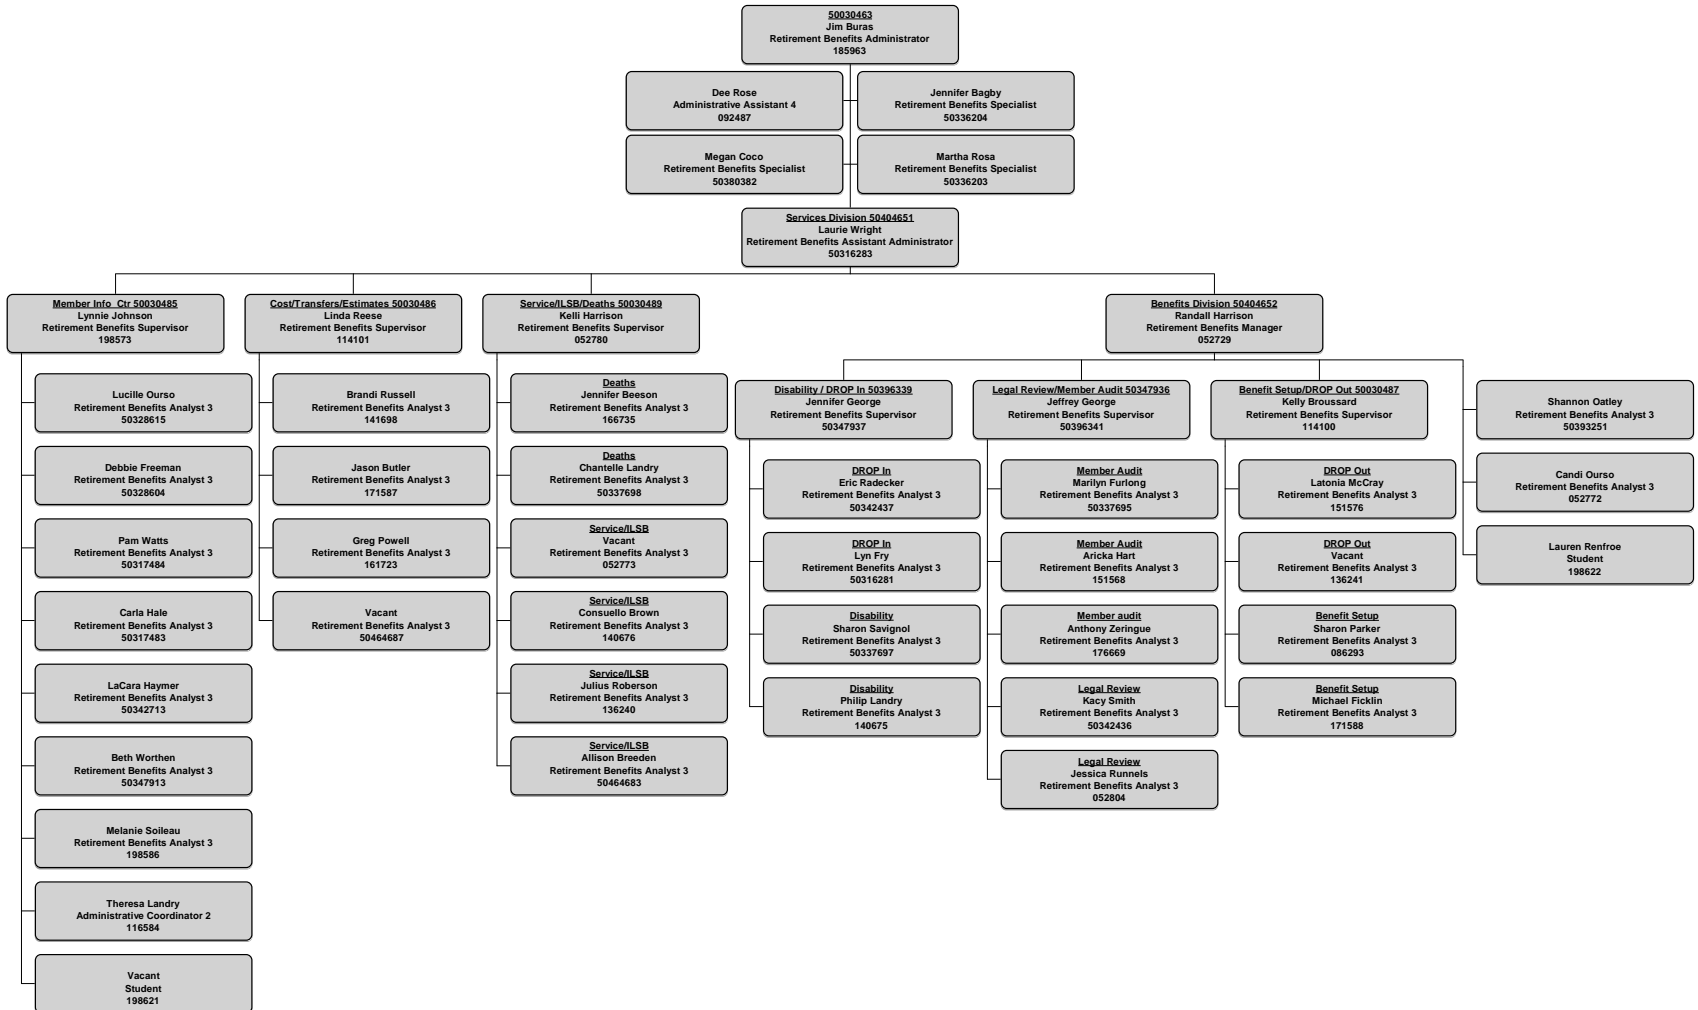 50030463
Jim Buras
Retirement Benefits Administrator
185963
Dee Rose
Administrative Assistant 4
092487
Jennifer Bagby
Retirement Benefits Specialist
50336204
Megan Coco
Retirement Benefits Specialist
50380382
Martha Rosa
Retirement Benefits Specialist
50336203
Services Division 50404651
Laurie Wright
Retirement Benefits Assistant Administrator
50316283
Member Info Ctr 50030485
Lynnie Johnson
Retirement Benefits Supervisor
198573
Lucille Ourso
Retirement Benefits Analyst 3
50328615
Debbie Freeman
Retirement Benefits Analyst 3
50328604
Pam Watts
Retirement Benefits Analyst 3
50317484
Carla Hale
Retirement Benefits Analyst 3
50317483
LaCara Haymer
Retirement Benefits Analyst 3
50342713
Beth Worthen
Retirement Benefits Analyst 3
50347913
Melanie Soileau
Retirement Benefits Analyst 3
198586
Theresa Landry
Administrative Coordinator 2
116584
Vacant
Student
198621
Cost/Transfers/Estimates 50030486
Linda Reese
Retirement Benefits Supervisor
114101
Brandi Russell
Retirement Benefits Analyst 3
141698
Jason Butler
Retirement Benefits Analyst 3
171587
Greg Powell
Retirement Benefits Analyst 3
161723
Vacant
Retirement Benefits Analyst 3
50464687
Service/ILSB/Deaths 50030489
Kelli Harrison
Retirement Benefits Supervisor
052780
Deaths
Jennifer Beeson
Retirement Benefits Analyst 3
166735
Deaths
Chantelle Landry
Retirement Benefits Analyst 3
50337698
Service/ILSB
Vacant
Retirement Benefits Analyst 3
052773
Service/ILSB
Consuello Brown
Retirement Benefits Analyst 3
140676
Service/ILSB
Julius Roberson
Retirement Benefits Analyst 3
136240
Service/ILSB
Allison Breeden
Retirement Benefits Analyst 3
50464683
Benefits Division 50404652
Randall Harrison
Retirement Benefits Manager
052729
Disability / DROP In 50396339
Jennifer George
Retirement Benefits Supervisor
50347937
DROP In
Eric Radecker
Retirement Benefits Analyst 3
50342437
DROP In
Lyn Fry
Retirement Benefits Analyst 3
50316281
Disability
Sharon Savignol
Retirement Benefits Analyst 3
50337697
Disability
Philip Landry
Retirement Benefits Analyst 3
140675
Legal Review/Member Audit 50347936
Jeffrey George
Retirement Benefits Supervisor
50396341
Member Audit
Marilyn Furlong
Retirement Benefits Analyst 3
50337695
Member Audit
Aricka Hart
Retirement Benefits Analyst 3
151568
Member audit
Anthony Zeringue
Retirement Benefits Analyst 3
176669
Legal Review
Kacy Smith
Retirement Benefits Analyst 3
50342436
Legal Review
Jessica Runnels
Retirement Benefits Analyst 3
052804
Benefit Setup/DROP Out 50030487
Kelly Broussard
Retirement Benefits Supervisor
114100
DROP Out
Latonia McCray
Retirement Benefits Analyst 3
151576
DROP Out
Vacant
Retirement Benefits Analyst 3
136241
Benefit Setup
Sharon Parker
Retirement Benefits Analyst 3
086293
Benefit Setup
Michael Ficklin
Retirement Benefits Analyst 3
171588
Shannon Oatley
Retirement Benefits Analyst 3
50393251
Candi Ourso
Retirement Benefits Analyst 3
052772
Lauren Renfroe
Student
198622